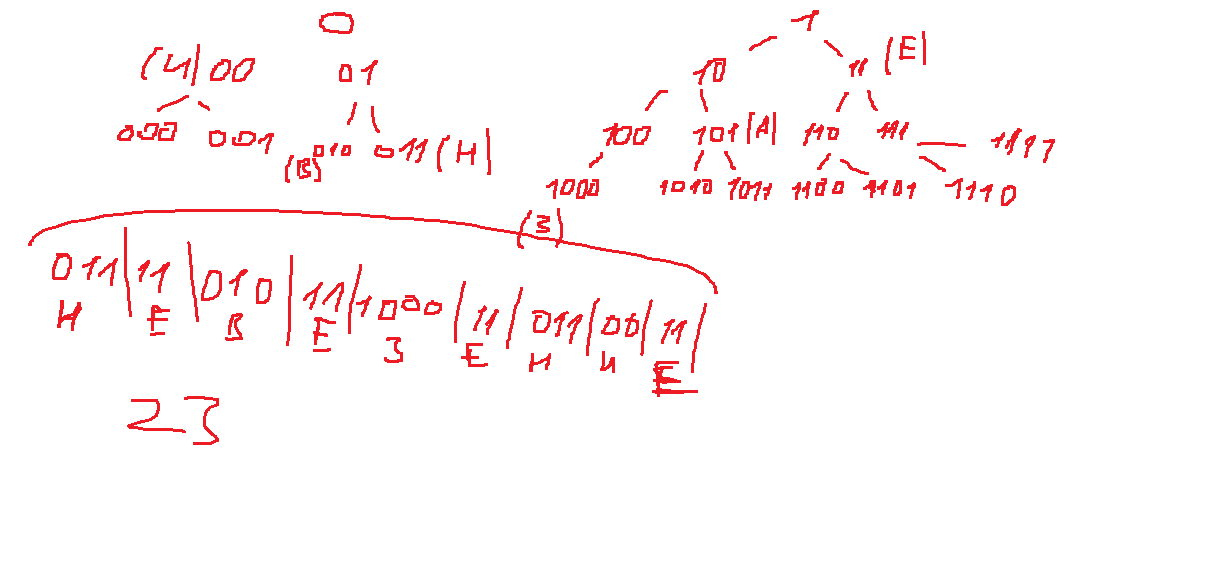 0 1
(И) 00 01 10 11 (E)
000 001 (B) 010 011 (H) 100 101 (A) 110 111 1111
1000 1010 1011 1100 1101 1110
(З)
011 | 11 | 010 | 11 | 1000 | 11 | 011 | 00 | 11 |
Н Е В Е З Е Н И Е
23